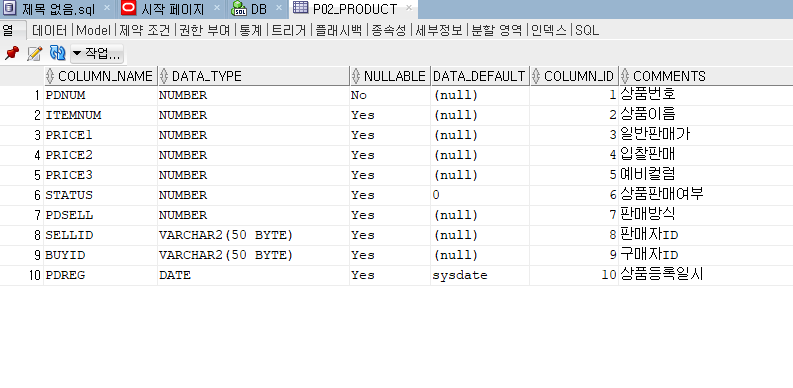 제목 없음.sql 시작 페이지 DB P02_PRODUCT
열 데이터 Model 제약 조건 권한 부여 통계 트리거 플래시백 종속성 세부정보 분할 영역 인덱스 SQL
작업...
COLUMN_NAME DATA_TYPE NULLABLE DATA_DEFAULT COLUMN_ID COMMENTS
1 PDNUM NUMBER No (null) 1 상품번호
2 ITEMNUM NUMBER Yes (null) 2 상품이름
3 PRICE1 NUMBER Yes (null) 3 일반판매가
4 PRICE2 NUMBER Yes (null) 4 입찰판매
5 PRICE3 NUMBER Yes (null) 5 예비컬럼
6 STATUS NUMBER Yes 0 6 상품판매여부
7 PDSELL NUMBER Yes (null) 7 판매방식
8 SELLID VARCHAR2(50 BYTE) Yes (null) 8 판매자ID
9 BUYID VARCHAR2(50 BYTE) Yes (null) 9 구매자ID
10 PDREG DATE Yes sysdate 10 상품등록일시